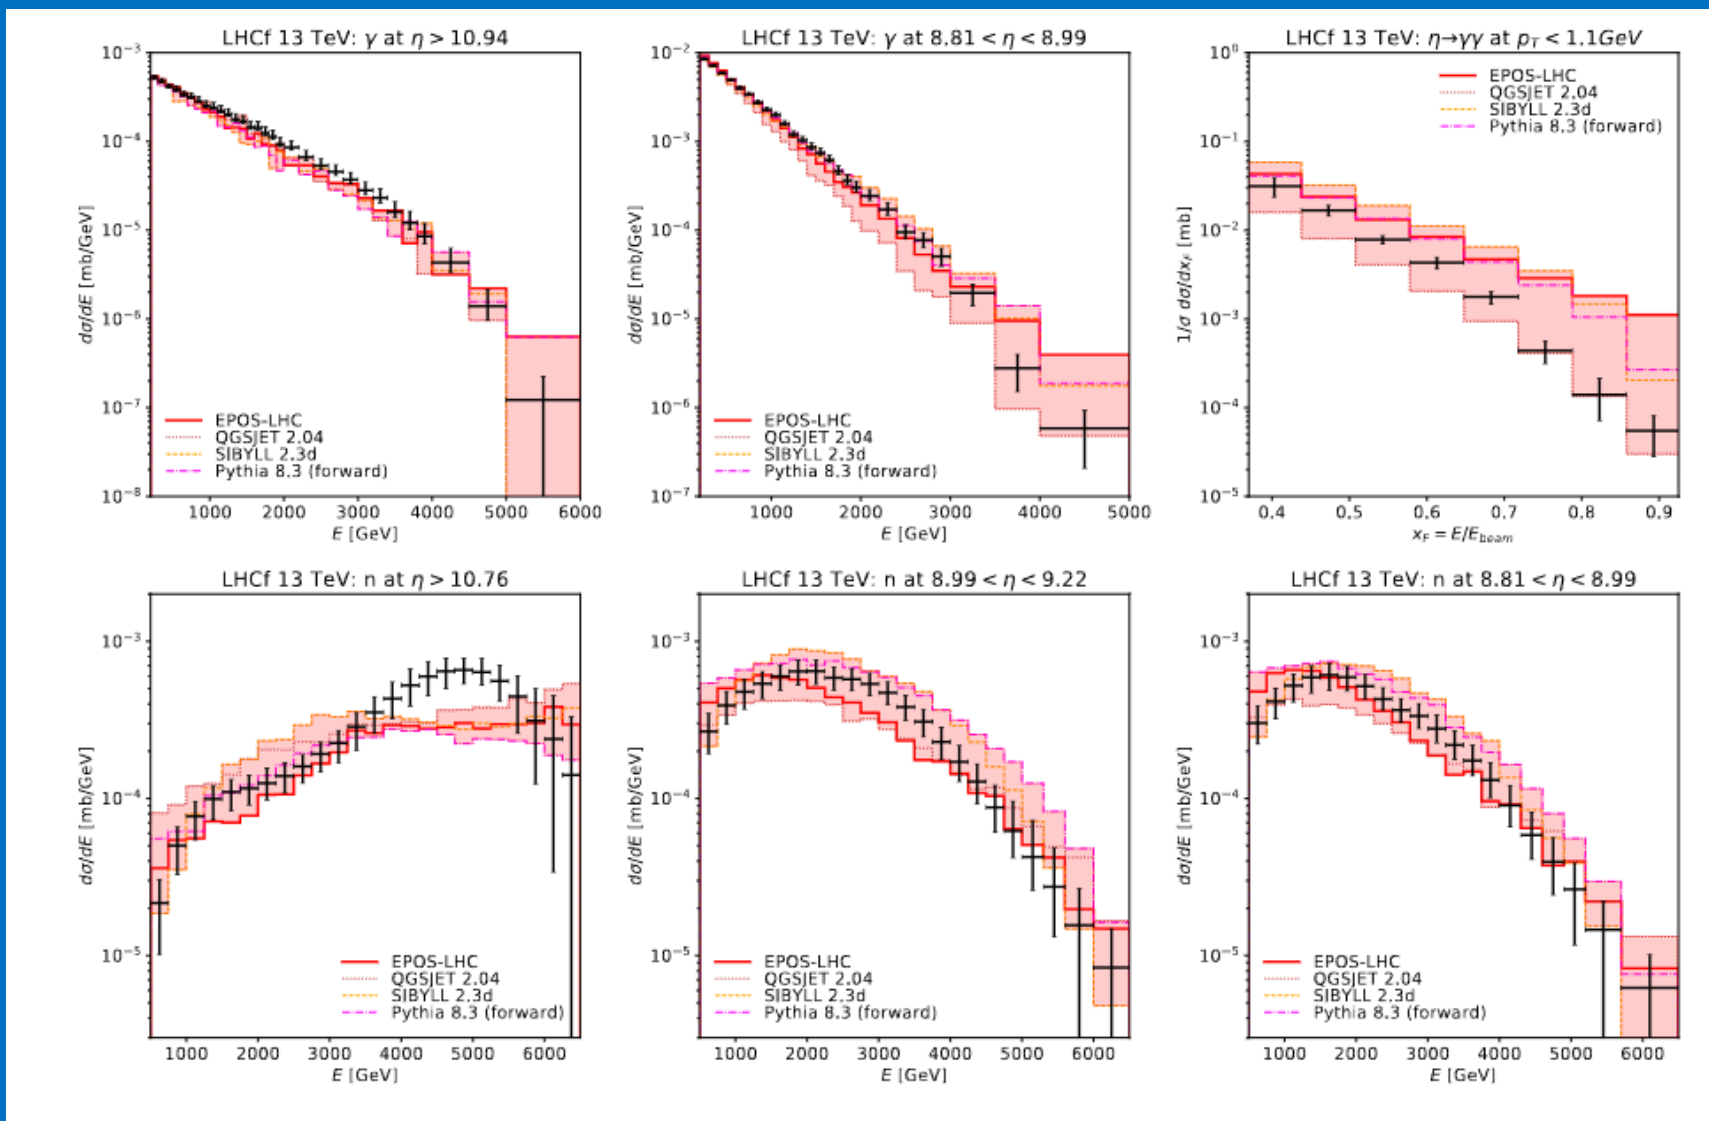 LHCf 13 TeV: γ at η > 10.94
10⁻³
10⁻⁴
10⁻⁵
10⁻⁶
10⁻⁷
10⁻⁸
dσ/dE [mb/GeV]
EPOS-LHC
QGSJET 2.04
SIBYLL 2.3d
Pythia 8.3 (forward)
1000 2000 3000 4000 5000 6000
E [GeV]
LHCf 13 TeV: γ at 8.81 < η < 8.99
10⁻²
10⁻³
10⁻⁴
10⁻⁵
10⁻⁶
10⁻⁷
dσ/dE [mb/GeV]
EPOS-LHC
QGSJET 2.04
SIBYLL 2.3d
Pythia 8.3 (forward)
1000 2000 3000 4000 5000
E [GeV]
LHCf 13 TeV: η→γγ at p_T < 1.1GeV
10⁰
10⁻¹
10⁻²
10⁻³
10⁻⁴
10⁻⁵
1/σ dσ/dx_F [mb]
EPOS-LHC
QGSJET 2.04
SIBYLL 2.3d
Pythia 8.3 (forward)
0.4 0.5 0.6 0.7 0.8 0.9
x_F = E/E_beam
LHCf 13 TeV: n at η > 10.76
10⁻³
10⁻⁴
10⁻⁵
dσ/dE [mb/GeV]
EPOS-LHC
QGSJET 2.04
SIBYLL 2.3d
Pythia 8.3 (forward)
1000 2000 3000 4000 5000 6000
E [GeV]
LHCf 13 TeV: n at 8.99 < η < 9.22
10⁻³
10⁻⁴
10⁻⁵
dσ/dE [mb/GeV]
EPOS-LHC
QGSJET 2.04
SIBYLL 2.3d
Pythia 8.3 (forward)
1000 2000 3000 4000 5000 6000
E [GeV]
LHCf 13 TeV: n at 8.81 < η < 8.99
10⁻³
10⁻⁴
10⁻⁵
dσ/dE [mb/GeV]
EPOS-LHC
QGSJET 2.04
SIBYLL 2.3d
Pythia 8.3 (forward)
1000 2000 3000 4000 5000 6000
E [GeV]